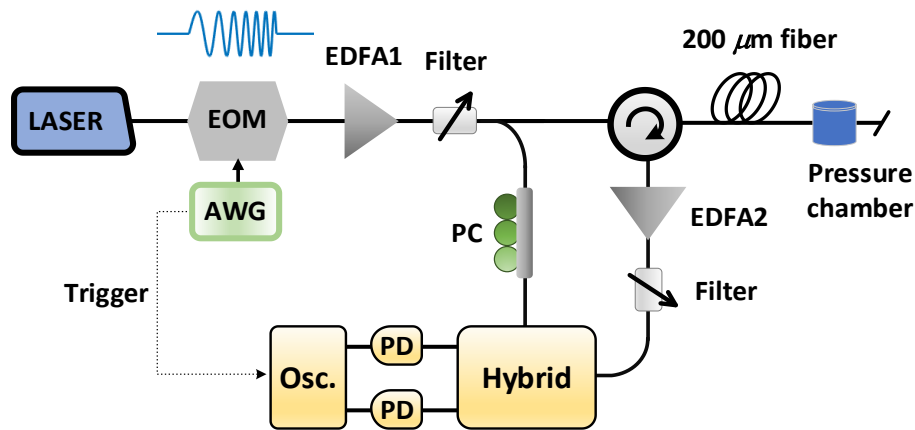 200 μm fiber
EDFA1
Filter
LASER
EOM
Pressure
chamber
AWG
EDFA2
PC
Trigger
Filter
Osc.
PD
Hybrid
PD